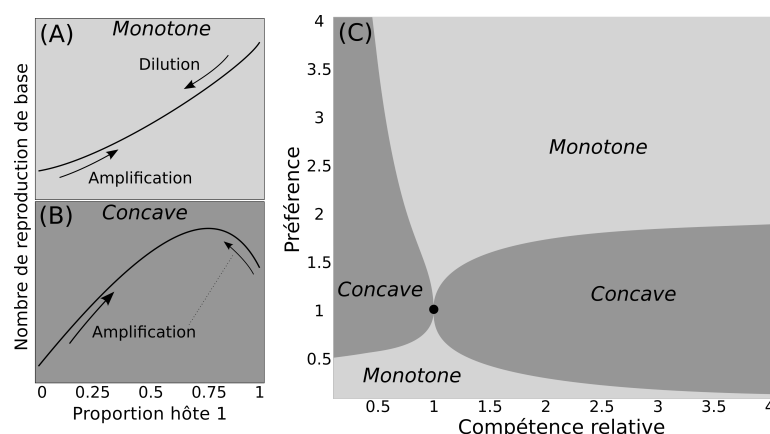 (A)
Monotone
Dilution
Amplification
(B)
Concave
Amplification
Nombre de reproduction de base
0 0.25 0.5 0.75 1
Proportion hôte 1
(C)
Préférence
4
3.5
3
2.5
2
1.5
1
0.5
Monotone
Concave
Concave
Monotone
0.5 1 1.5 2 2.5 3 3.5 4
Compétence relative